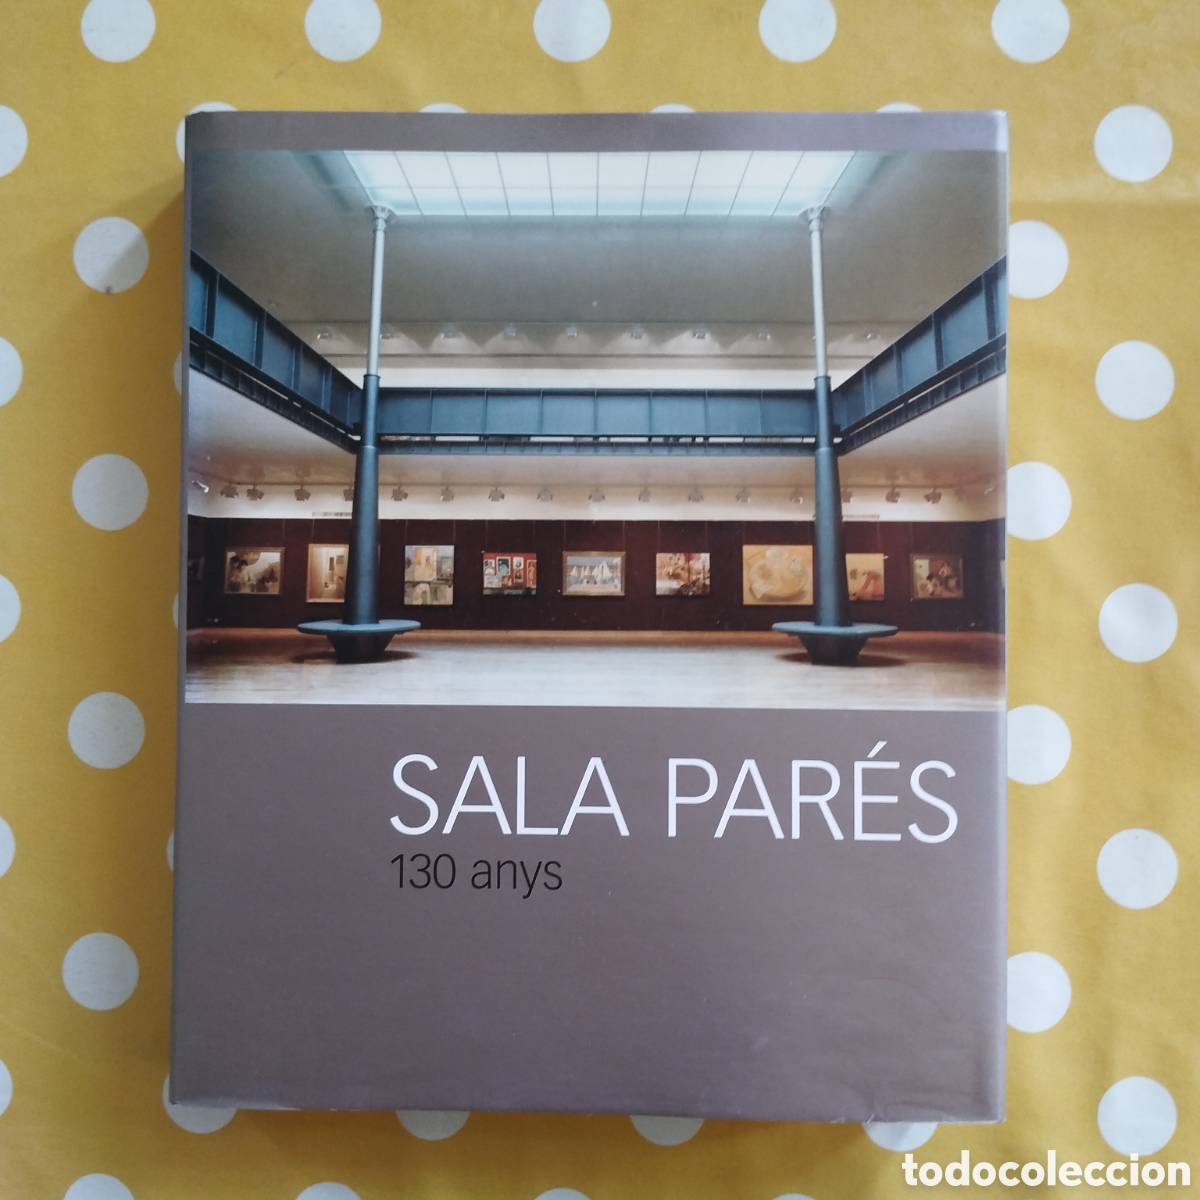 SALA PARÉS
130 anys
todocoleccion